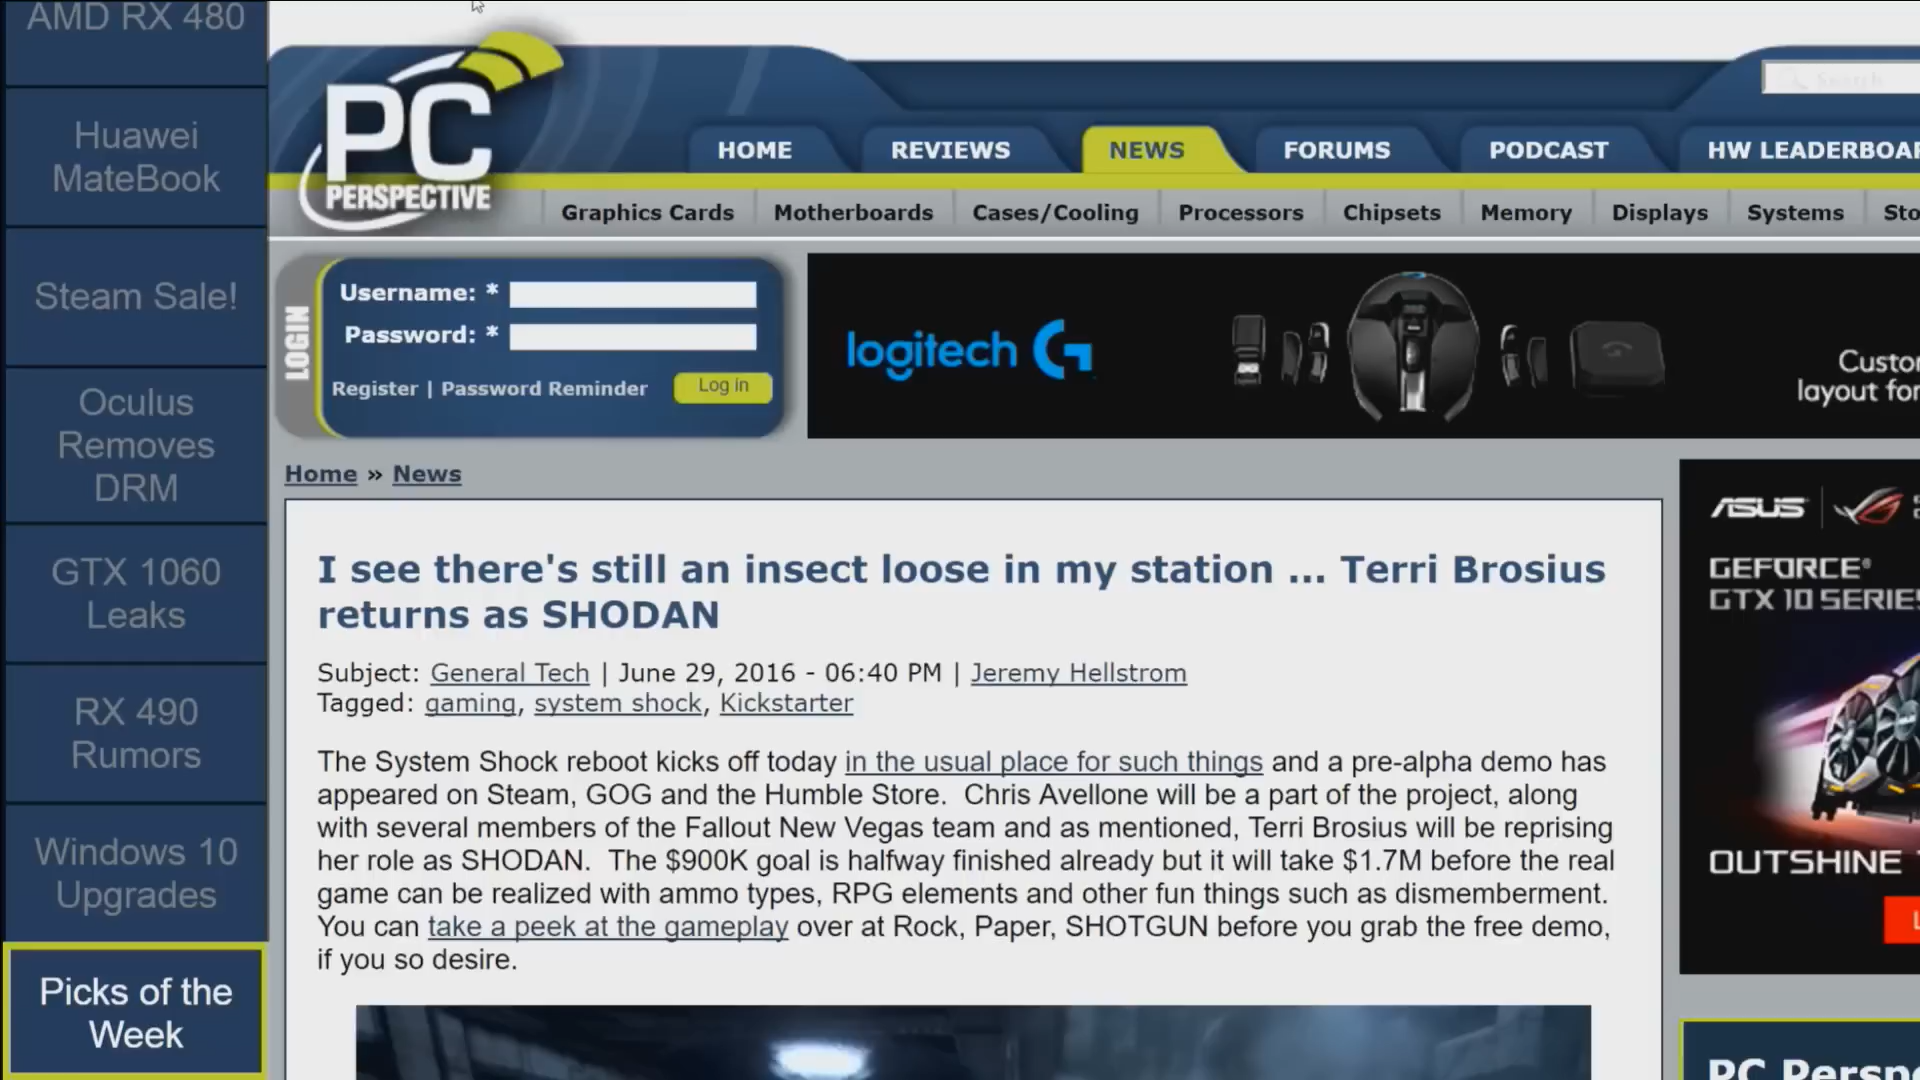 AMD RX 480
Huawei
MateBook
Steam Sale!
Oculus
Removes
DRM
GTX 1060
Leaks
RX 490
Rumors
Windows 10
Upgrades
Picks of the
Week
PC
PERSPECTIVE
Search
HOME REVIEWS NEWS FORUMS PODCAST HW LEADERBOAR
Graphics Cards Motherboards Cases/Cooling Processors Chipsets Memory Displays Systems Sto
LOGIN
Username: *
Password: *
Register | Password Reminder Log in
logitech G
Custo
layout for
Home » News
I see there's still an insect loose in my station ... Terri Brosius
returns as SHODAN
Subject: General Tech | June 29, 2016 - 06:40 PM | Jeremy Hellstrom
Tagged: gaming, system shock, Kickstarter
The System Shock reboot kicks off today in the usual place for such things and a pre-alpha demo has
appeared on Steam, GOG and the Humble Store.  Chris Avellone will be a part of the project, along
with several members of the Fallout New Vegas team and as mentioned, Terri Brosius will be reprising
her role as SHODAN.  The $900K goal is halfway finished already but it will take $1.7M before the real
game can be realized with ammo types, RPG elements and other fun things such as dismemberment.
You can take a peek at the gameplay over at Rock, Paper, SHOTGUN before you grab the free demo,
if you so desire.
ASUS
GEFORCE®
GTX 10 SERIES
OUTSHINE
PC Perspe